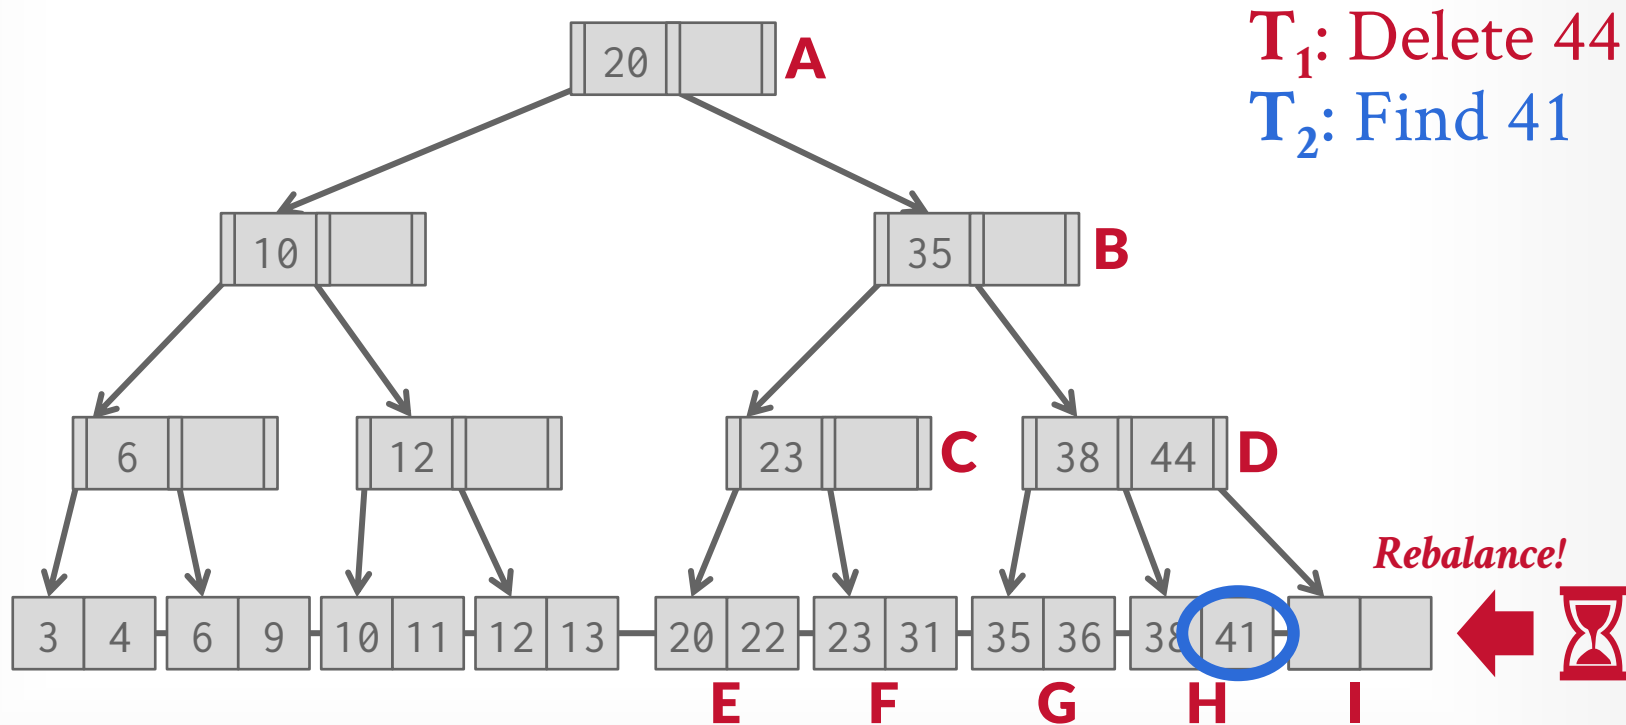 T1: Delete 44
T2: Find 41
20 A
10
35 B
6
12
23 C
38 44 D
Rebalance!
3 4 6 9 10 11 12 13 20 22 23 31 35 36 38 41
E F G H I